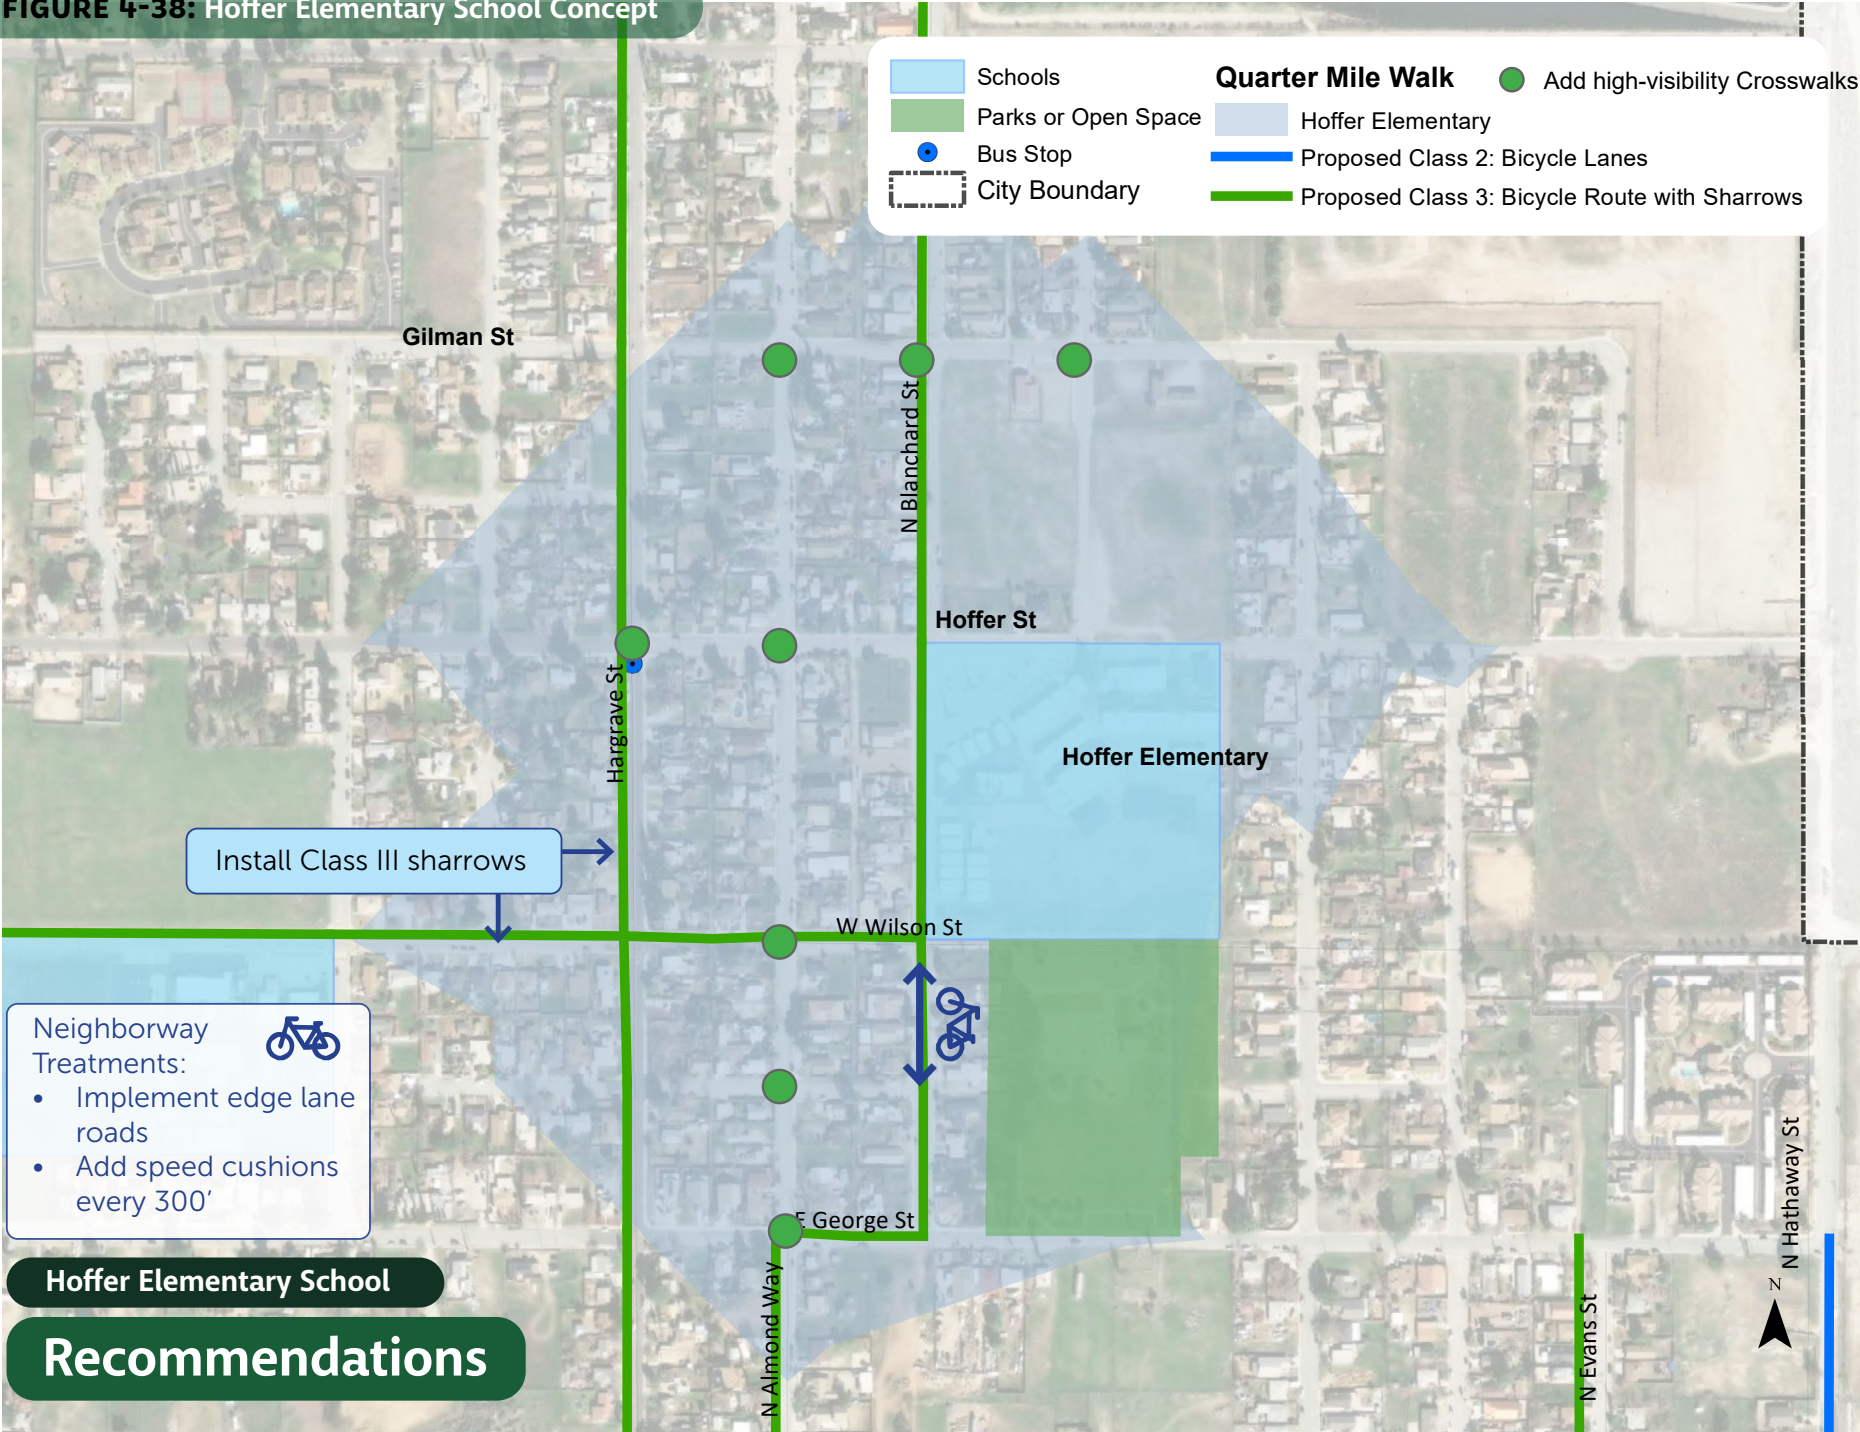 FIGURE 4-38: Hoffer Elementary School Concept
Schools
Parks or Open Space
Bus Stop
City Boundary
Quarter Mile Walk
Hoffer Elementary
Proposed Class 2: Bicycle Lanes
Proposed Class 3: Bicycle Route with Sharrows
Add high-visibility Crosswalks
Gilman St
N Blanchard St
Hoffer St
Hargrave St
Hoffer Elementary
Install Class III sharrows
W Wilson St
Neighborway
Treatments:
• Implement edge lane
roads
• Add speed cushions
every 300’
E George St
N Almond Way
N Evans St
N Hathaway St
N
Hoffer Elementary School
Recommendations